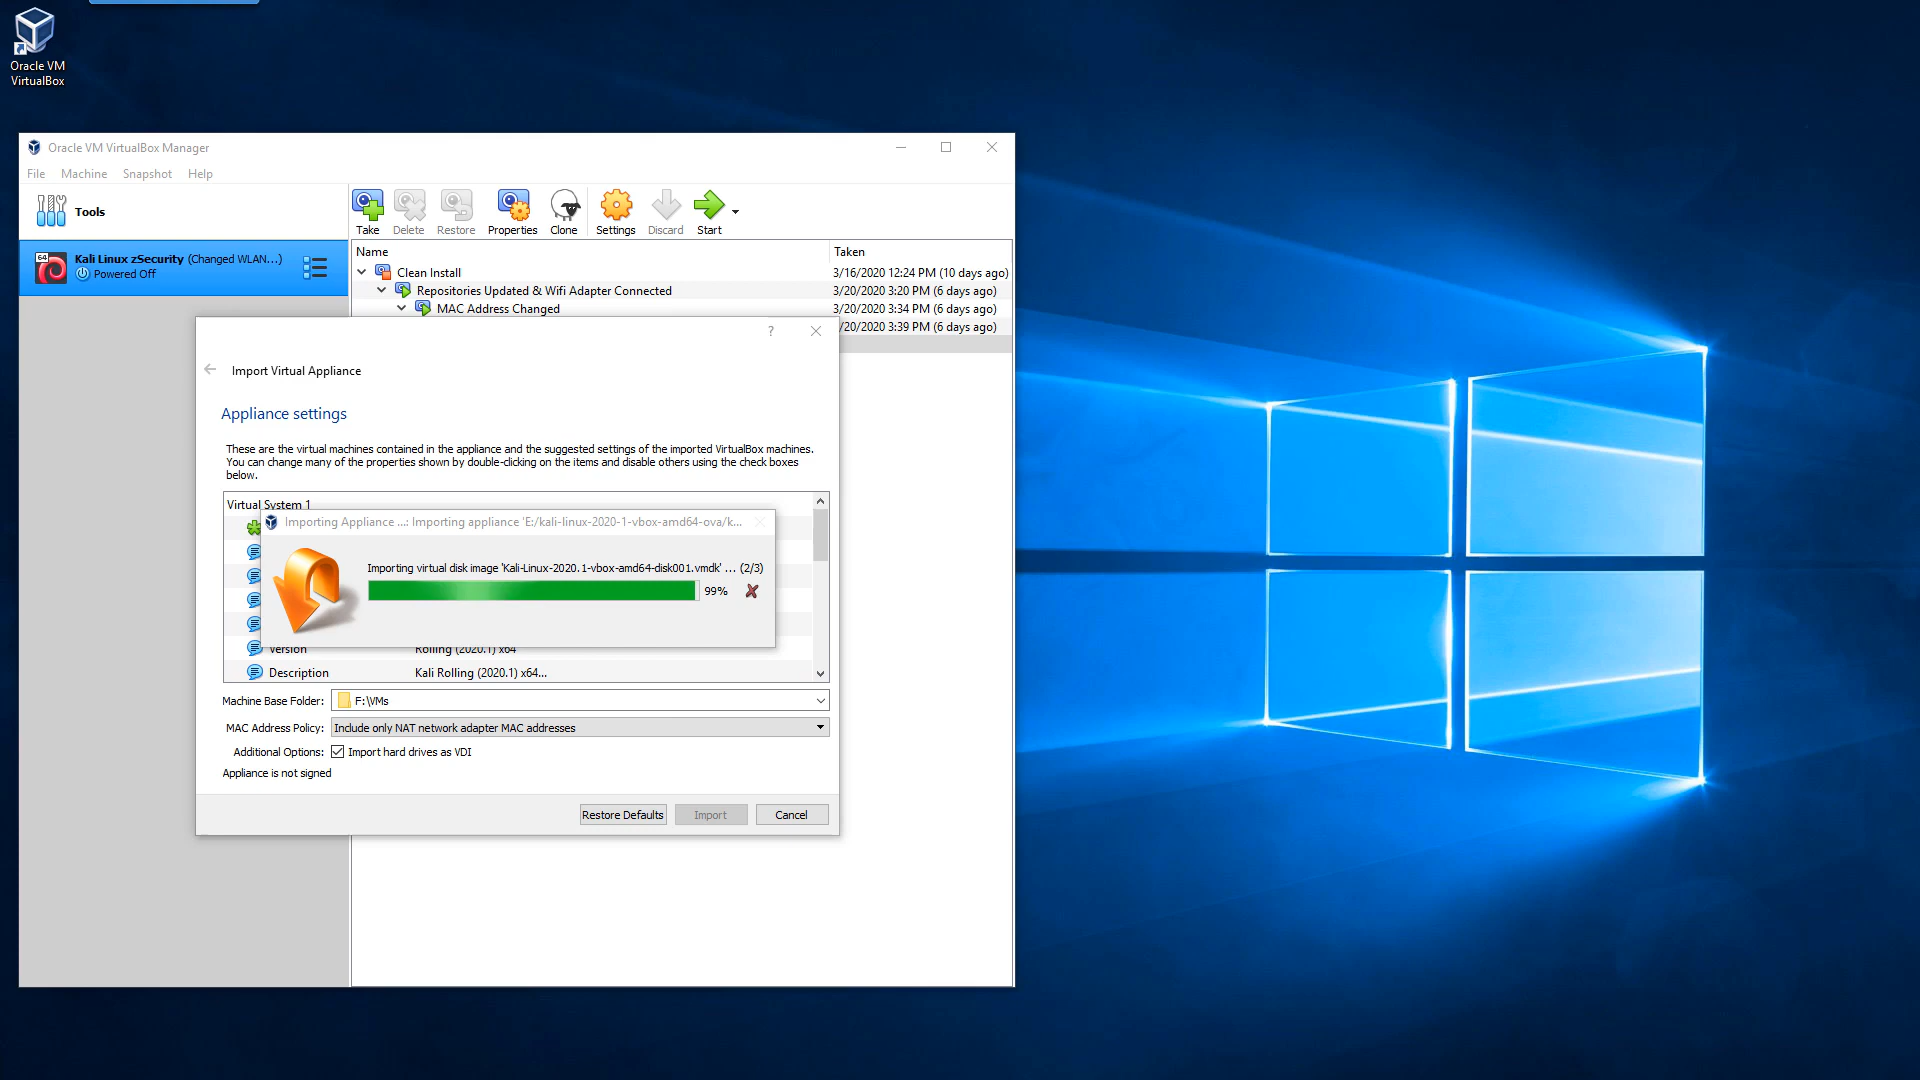 Oracle VM
VirtualBox
Oracle VM VirtualBox Manager
File Machine Snapshot Help
Tools
Take Delete Restore Properties Clone Settings Discard Start
64 Kali Linux zSecurity (Changed WLAN...)
Powered Off
Name Taken
Clean Install 3/16/2020 12:24 PM (10 days ago)
Repositories Updated & Wifi Adapter Connected 3/20/2020 3:20 PM (6 days ago)
MAC Address Changed 3/20/2020 3:34 PM (6 days ago)
/20/2020 3:39 PM (6 days ago)
?
Import Virtual Appliance
Appliance settings
These are the virtual machines contained in the appliance and the suggested settings of the imported VirtualBox machines.
You can change many of the properties shown by double-clicking on the items and disable others using the check boxes
below.
Virtual System 1
Importing Appliance ...: Importing appliance 'E:/kali-linux-2020-1-vbox-amd64-ova/k...
Importing virtual disk image 'Kali-Linux-2020.1-vbox-amd64-disk001.vmdk' ... (2/3)
99%
Version Rolling (2020.1) x64
Description Kali Rolling (2020.1) x64...
Machine Base Folder: F:\VMs
MAC Address Policy: Include only NAT network adapter MAC addresses
Additional Options: Import hard drives as VDI
Appliance is not signed
Restore Defaults Import Cancel